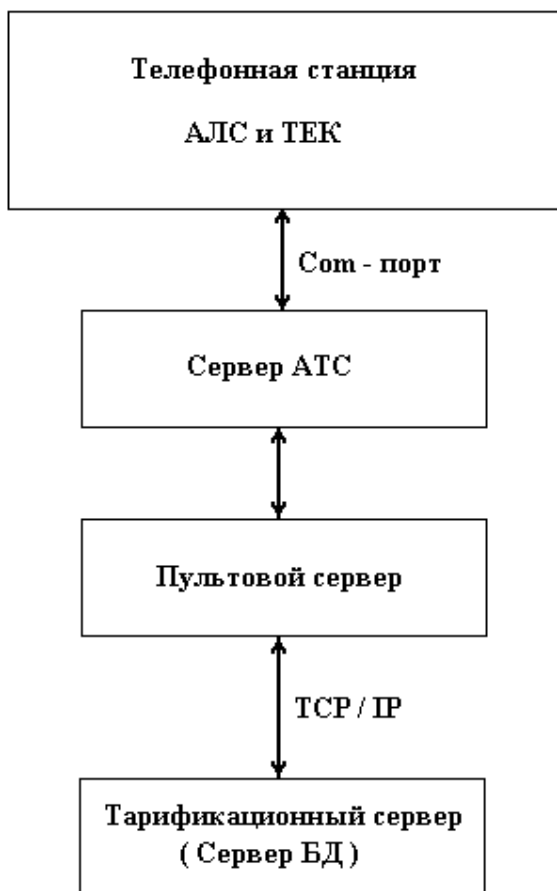 Телефонная станция
АЛС и ТЕК
Com - порт
Сервер АТС
Пультовой сервер
TCP / IP
Тарификационный сервер
( Сервер БД )